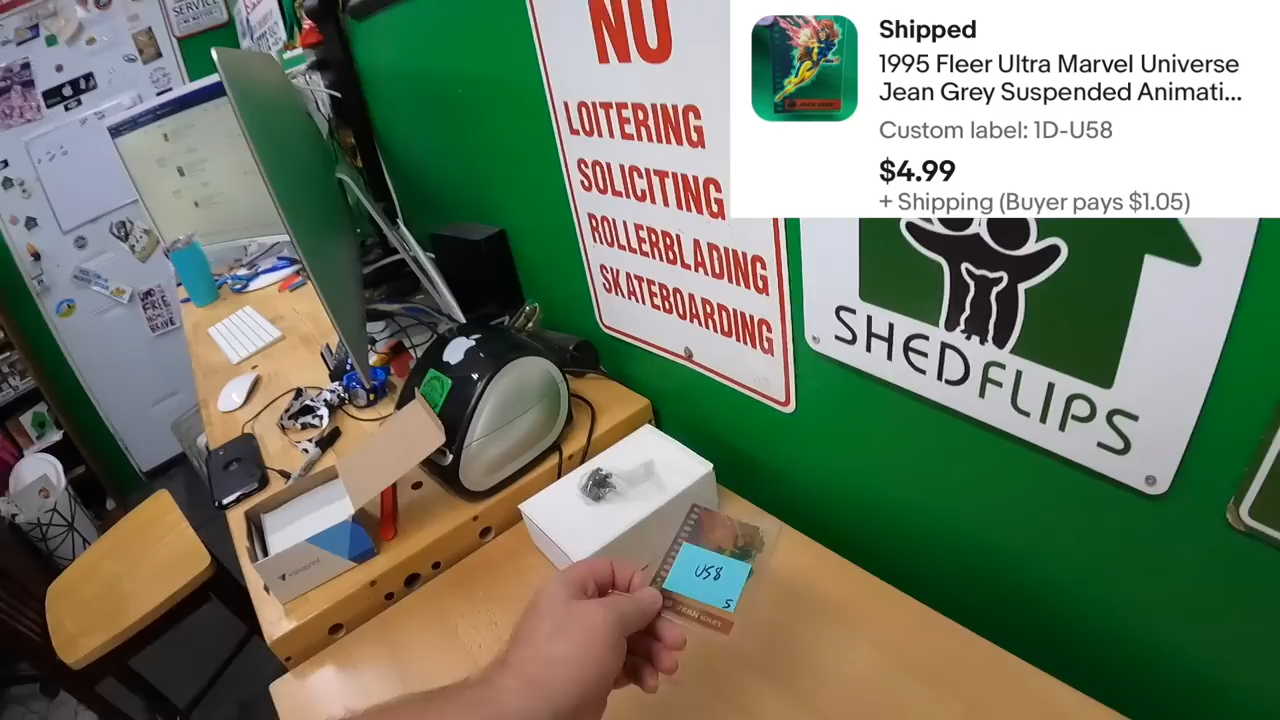 Shipped
1995 Fleer Ultra Marvel Universe
Jean Grey Suspended Animati...
Custom label: 1D-U58
$4.99
+ Shipping (Buyer pays $1.05)
NO
LOITERING
SOLICITING
ROLLERBLADING
SKATEBOARDING
SHEDFLIPS
SERVICE
U58
5
JEAN GREY